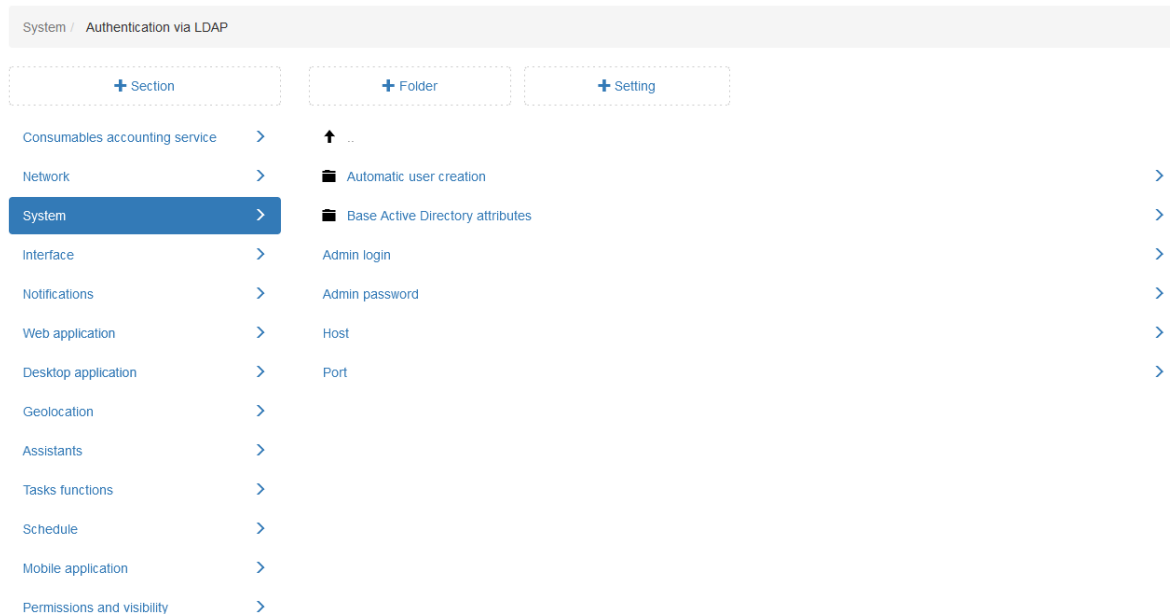 System / Authentication via LDAP
+ Section
+ Folder
+ Setting
Consumables accounting service
Network
System
Interface
Notifications
Web application
Desktop application
Geolocation
Assistants
Tasks functions
Schedule
Mobile application
Permissions and visibility
..
Automatic user creation
Base Active Directory attributes
Admin login
Admin password
Host
Port